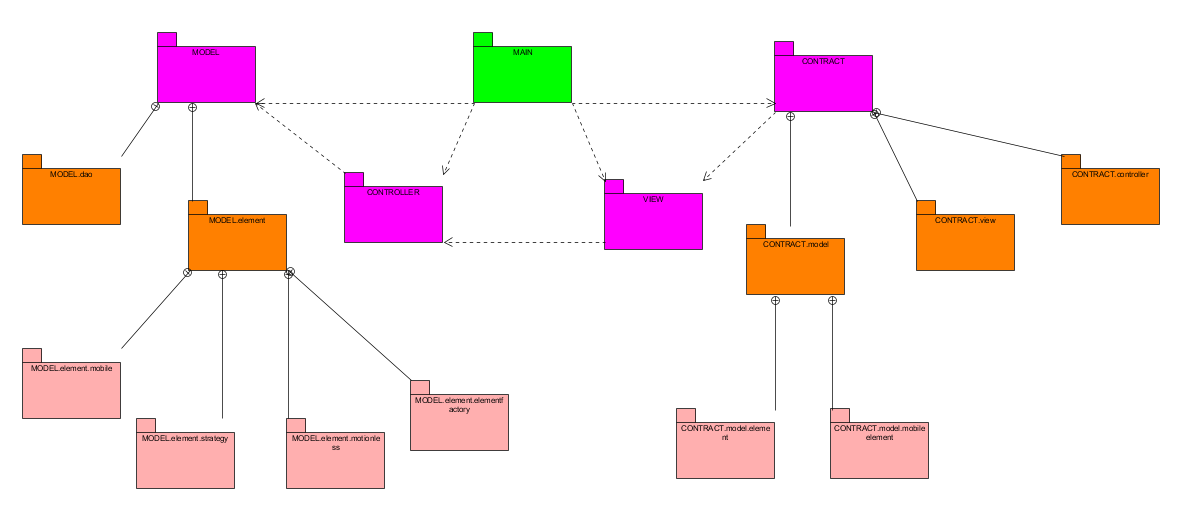 MODEL
MAIN
CONTRACT
MODEL.dao
CONTROLLER
VIEW
CONTRACT.controller
MODEL.element
CONTRACT.view
CONTRACT.model
MODEL.element.mobile
MODEL.element.elementf
actory
MODEL.element.strategy
MODEL.element.motionle
ss
CONTRACT.model.eleme
nt
CONTRACT.model.mobile
element